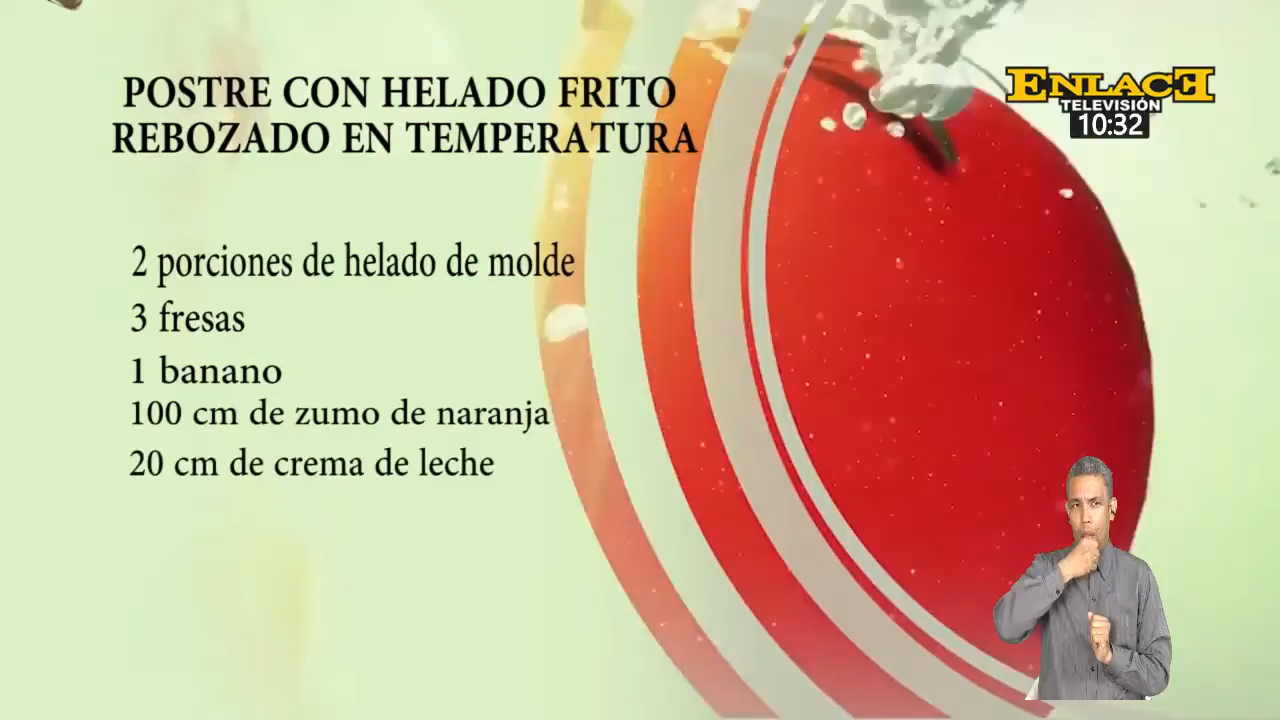 POSTRE CON HELADO FRITO
REBOZADO EN TEMPERATURA
2 porciones de helado de molde
3 fresas
1 banano
100 cm de zumo de naranja
20 cm de crema de leche
ENLACE
TELEVISIÓN
10:32